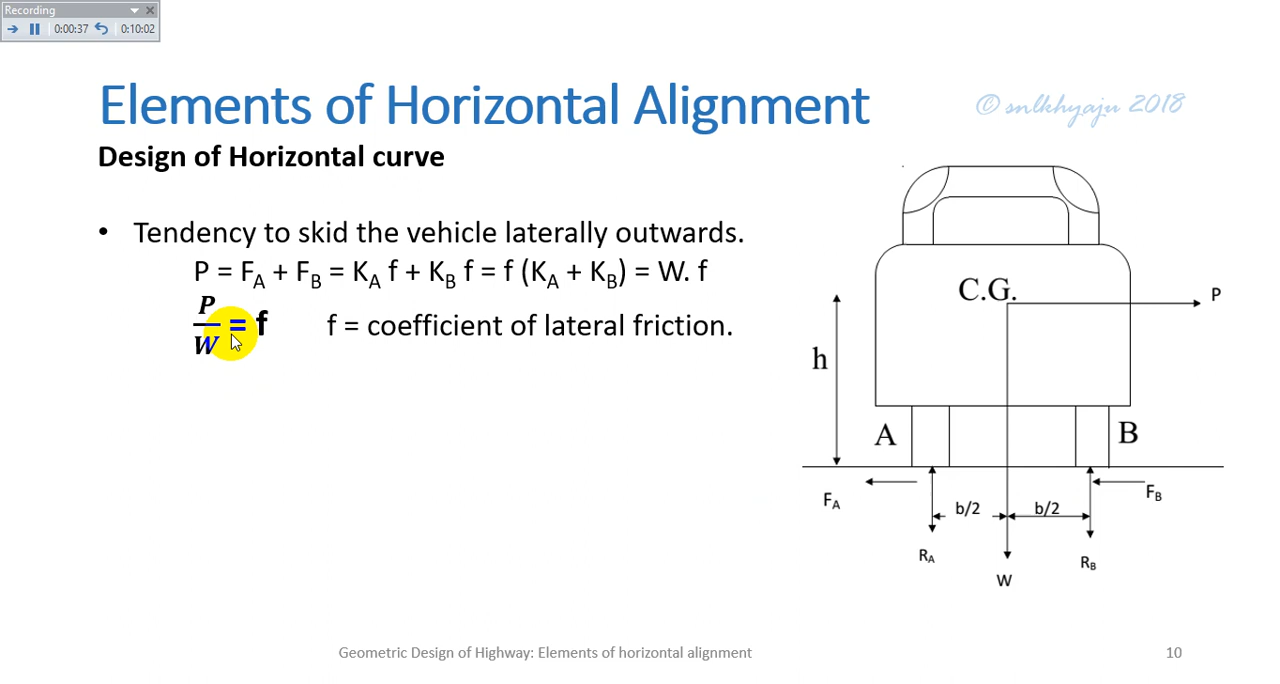 Recording
0:00:37 0:10:02
Elements of Horizontal Alignment
© snlkhyaju 2018
Design of Horizontal curve
• Tendency to skid the vehicle laterally outwards.
P = F_A + F_B = K_A f + K_B f = f (K_A + K_B) = W. f
P/W = f f = coefficient of lateral friction.
C.G.
P
h
A
B
F_A
b/2
b/2
F_B
R_A
R_B
W
Geometric Design of Highway: Elements of horizontal alignment
10